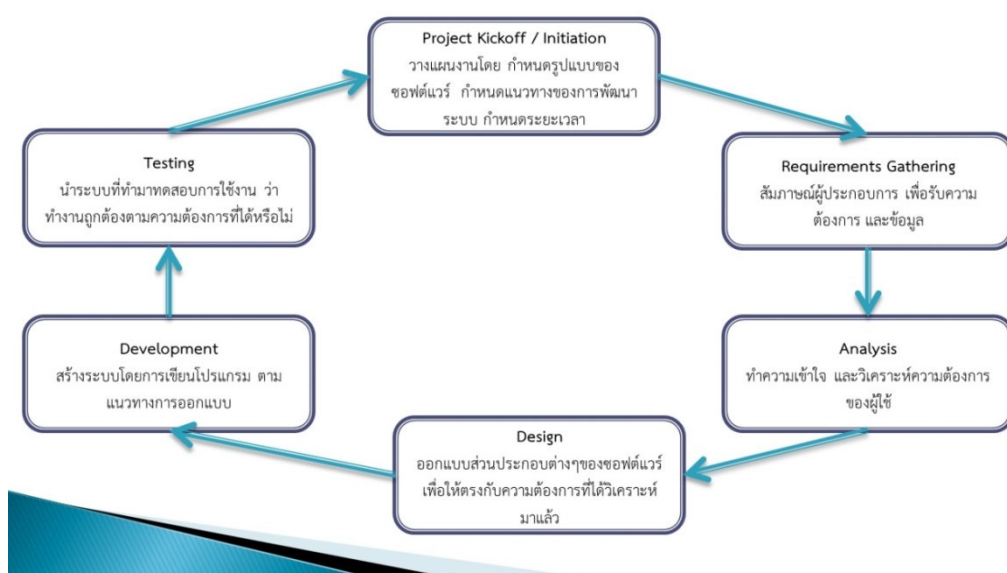 Project Kickoff / Initiation
วางแผนงานโดย กำหนดรูปแบบของ
ซอฟต์แวร์ กำหนดแนวทางของการพัฒนา
ระบบ กำหนดระยะเวลา
Requirements Gathering
สัมภาษณ์ผู้ประกอบการ เพื่อรับความ
ต้องการ และข้อมูล
Analysis
ทำความเข้าใจ และวิเคราะห์ความต้องการ
ของผู้ใช้
Design
ออกแบบส่วนประกอบต่างๆของซอฟต์แวร์
เพื่อให้ตรงกับความต้องการที่ได้วิเคราะห์
มาแล้ว
Development
สร้างระบบโดยการเขียนโปรแกรม ตาม
แนวทางการออกแบบ
Testing
นำระบบที่ทำมาทดสอบการใช้งาน ว่า
ทำงานถูกต้องตามความต้องการที่ได้หรือไม่